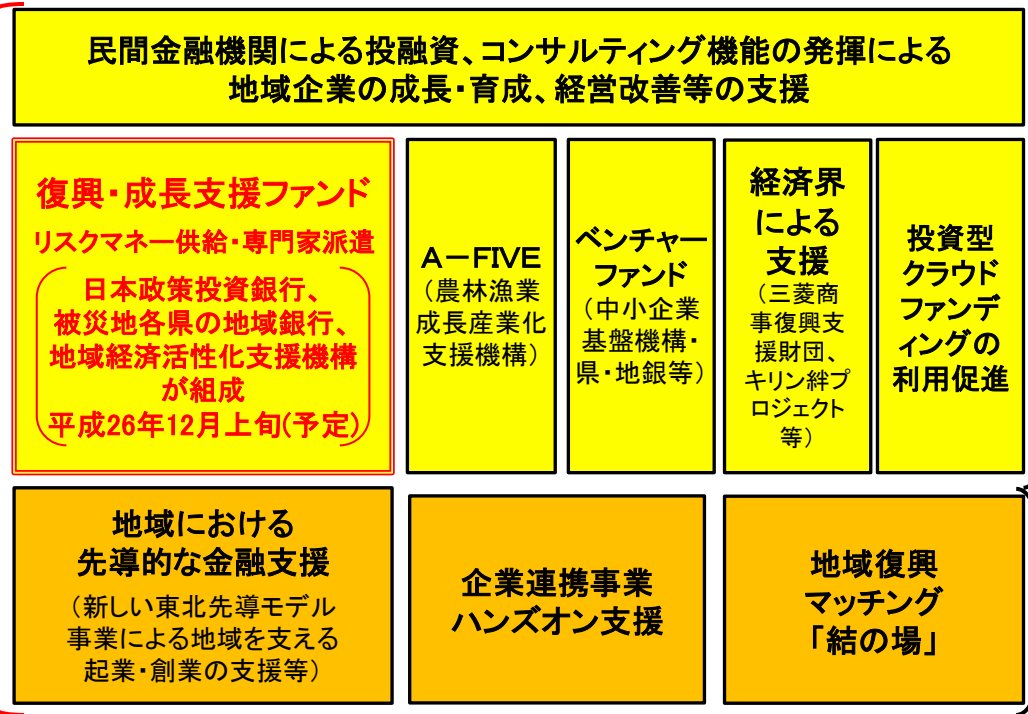 民間金融機関による投融資、コンサルティング機能の発揮による
地域企業の成長・育成、経営改善等の支援
復興・成長支援ファンド
リスクマネー供給・専門家派遣
日本政策投資銀行、
被災地各県の地域銀行、
地域経済活性化支援機構
が組成
平成26年12月上旬(予定)
A－FIVE
（農林漁業
成長産業化
支援機構）
ベンチャー
ファンド
（中小企業
基盤機構・
県・地銀等）
経済界
による
支援
（三菱商
事復興支
援財団、
キリン絆プ
ロジェクト
等）
投資型
クラウド
ファンデ
ィングの
利用促進
地域における
先導的な金融支援
（新しい東北先導モデル
事業による地域を支える
起業・創業の支援等）
企業連携事業
ハンズオン支援
地域復興
マッチング
「結の場」